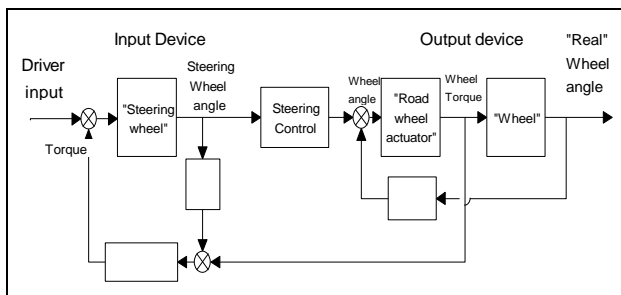 Input Device
Output device
"Real"
Wheel
angle
Driver
input
Steering
Wheel
angle
Wheel
angle
Wheel
Torque
"Steering
wheel"
Steering
Control
"Road
wheel
actuator"
"Wheel"
Torque